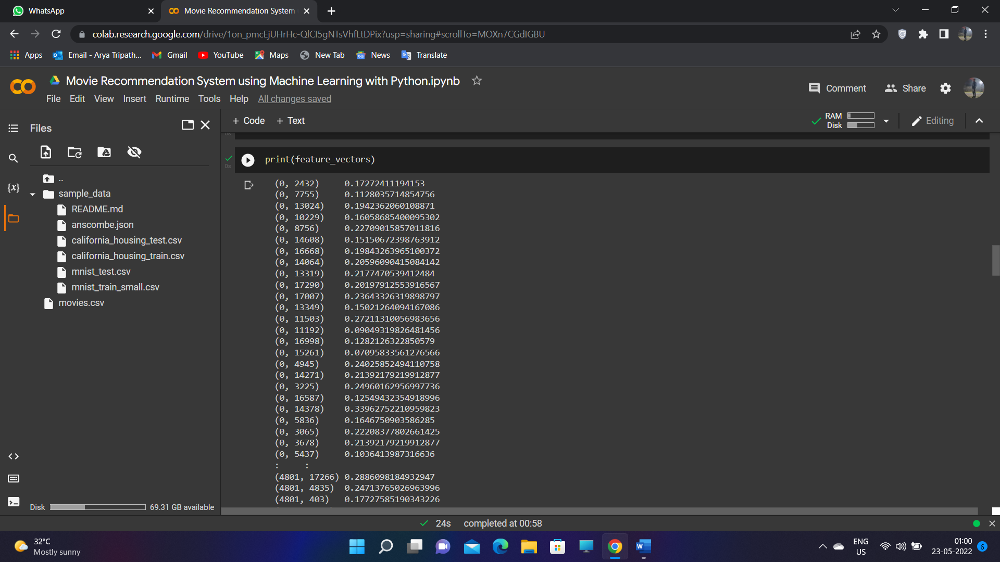 WhatsApp
Movie Recommendation System
colab.research.google.com/drive/1on_pmcEjUHrHc-QlCI5gNTsVhfLtDPix?usp=sharing#scrollTo=MOXn7CGdIGBU
Apps Email - Arya Tripath... Gmail YouTube Maps New Tab News Translate
Movie Recommendation System using Machine Learning with Python.ipynb
File Edit View Insert Runtime Tools Help All changes saved
Comment Share
Files
+ Code + Text
RAM
Disk
Editing
0s
print(feature_vectors)
0s
{x}
..
sample_data
README.md
anscombe.json
california_housing_test.csv
california_housing_train.csv
mnist_test.csv
mnist_train_small.csv
movies.csv
Disk 69.31 GB available
(0, 2432) 0.17272411194153
(0, 7755) 0.1128035714854756
(0, 13024) 0.1942362060108871
(0, 10229) 0.16058685400095302
(0, 8756) 0.22709015857011816
(0, 14608) 0.15150672398763912
(0, 16668) 0.19843263965100372
(0, 14064) 0.20596090415084142
(0, 13319) 0.2177470539412484
(0, 17290) 0.20197912553916567
(0, 17007) 0.23643326319898797
(0, 13349) 0.15021264094167086
(0, 11503) 0.27211310056983656
(0, 11192) 0.09049319826481456
(0, 16998) 0.1282126322850579
(0, 15261) 0.07095833561276566
(0, 4945) 0.24025852494110758
(0, 14271) 0.21392179219912877
(0, 3225) 0.24960162956997736
(0, 16587) 0.12549432354918996
(0, 14378) 0.33962752210959823
(0, 5836) 0.1646750903586285
(0, 3065) 0.22208377802661425
(0, 3678) 0.21392179219912877
(0, 5437) 0.1036413987316636
: :
(4801, 17266) 0.2886098184932947
(4801, 4835) 0.24713765026963996
(4801, 403) 0.17727585190343226
24s completed at 00:58
32°C
Mostly sunny
ENG
US
01:00
23-05-2022
6